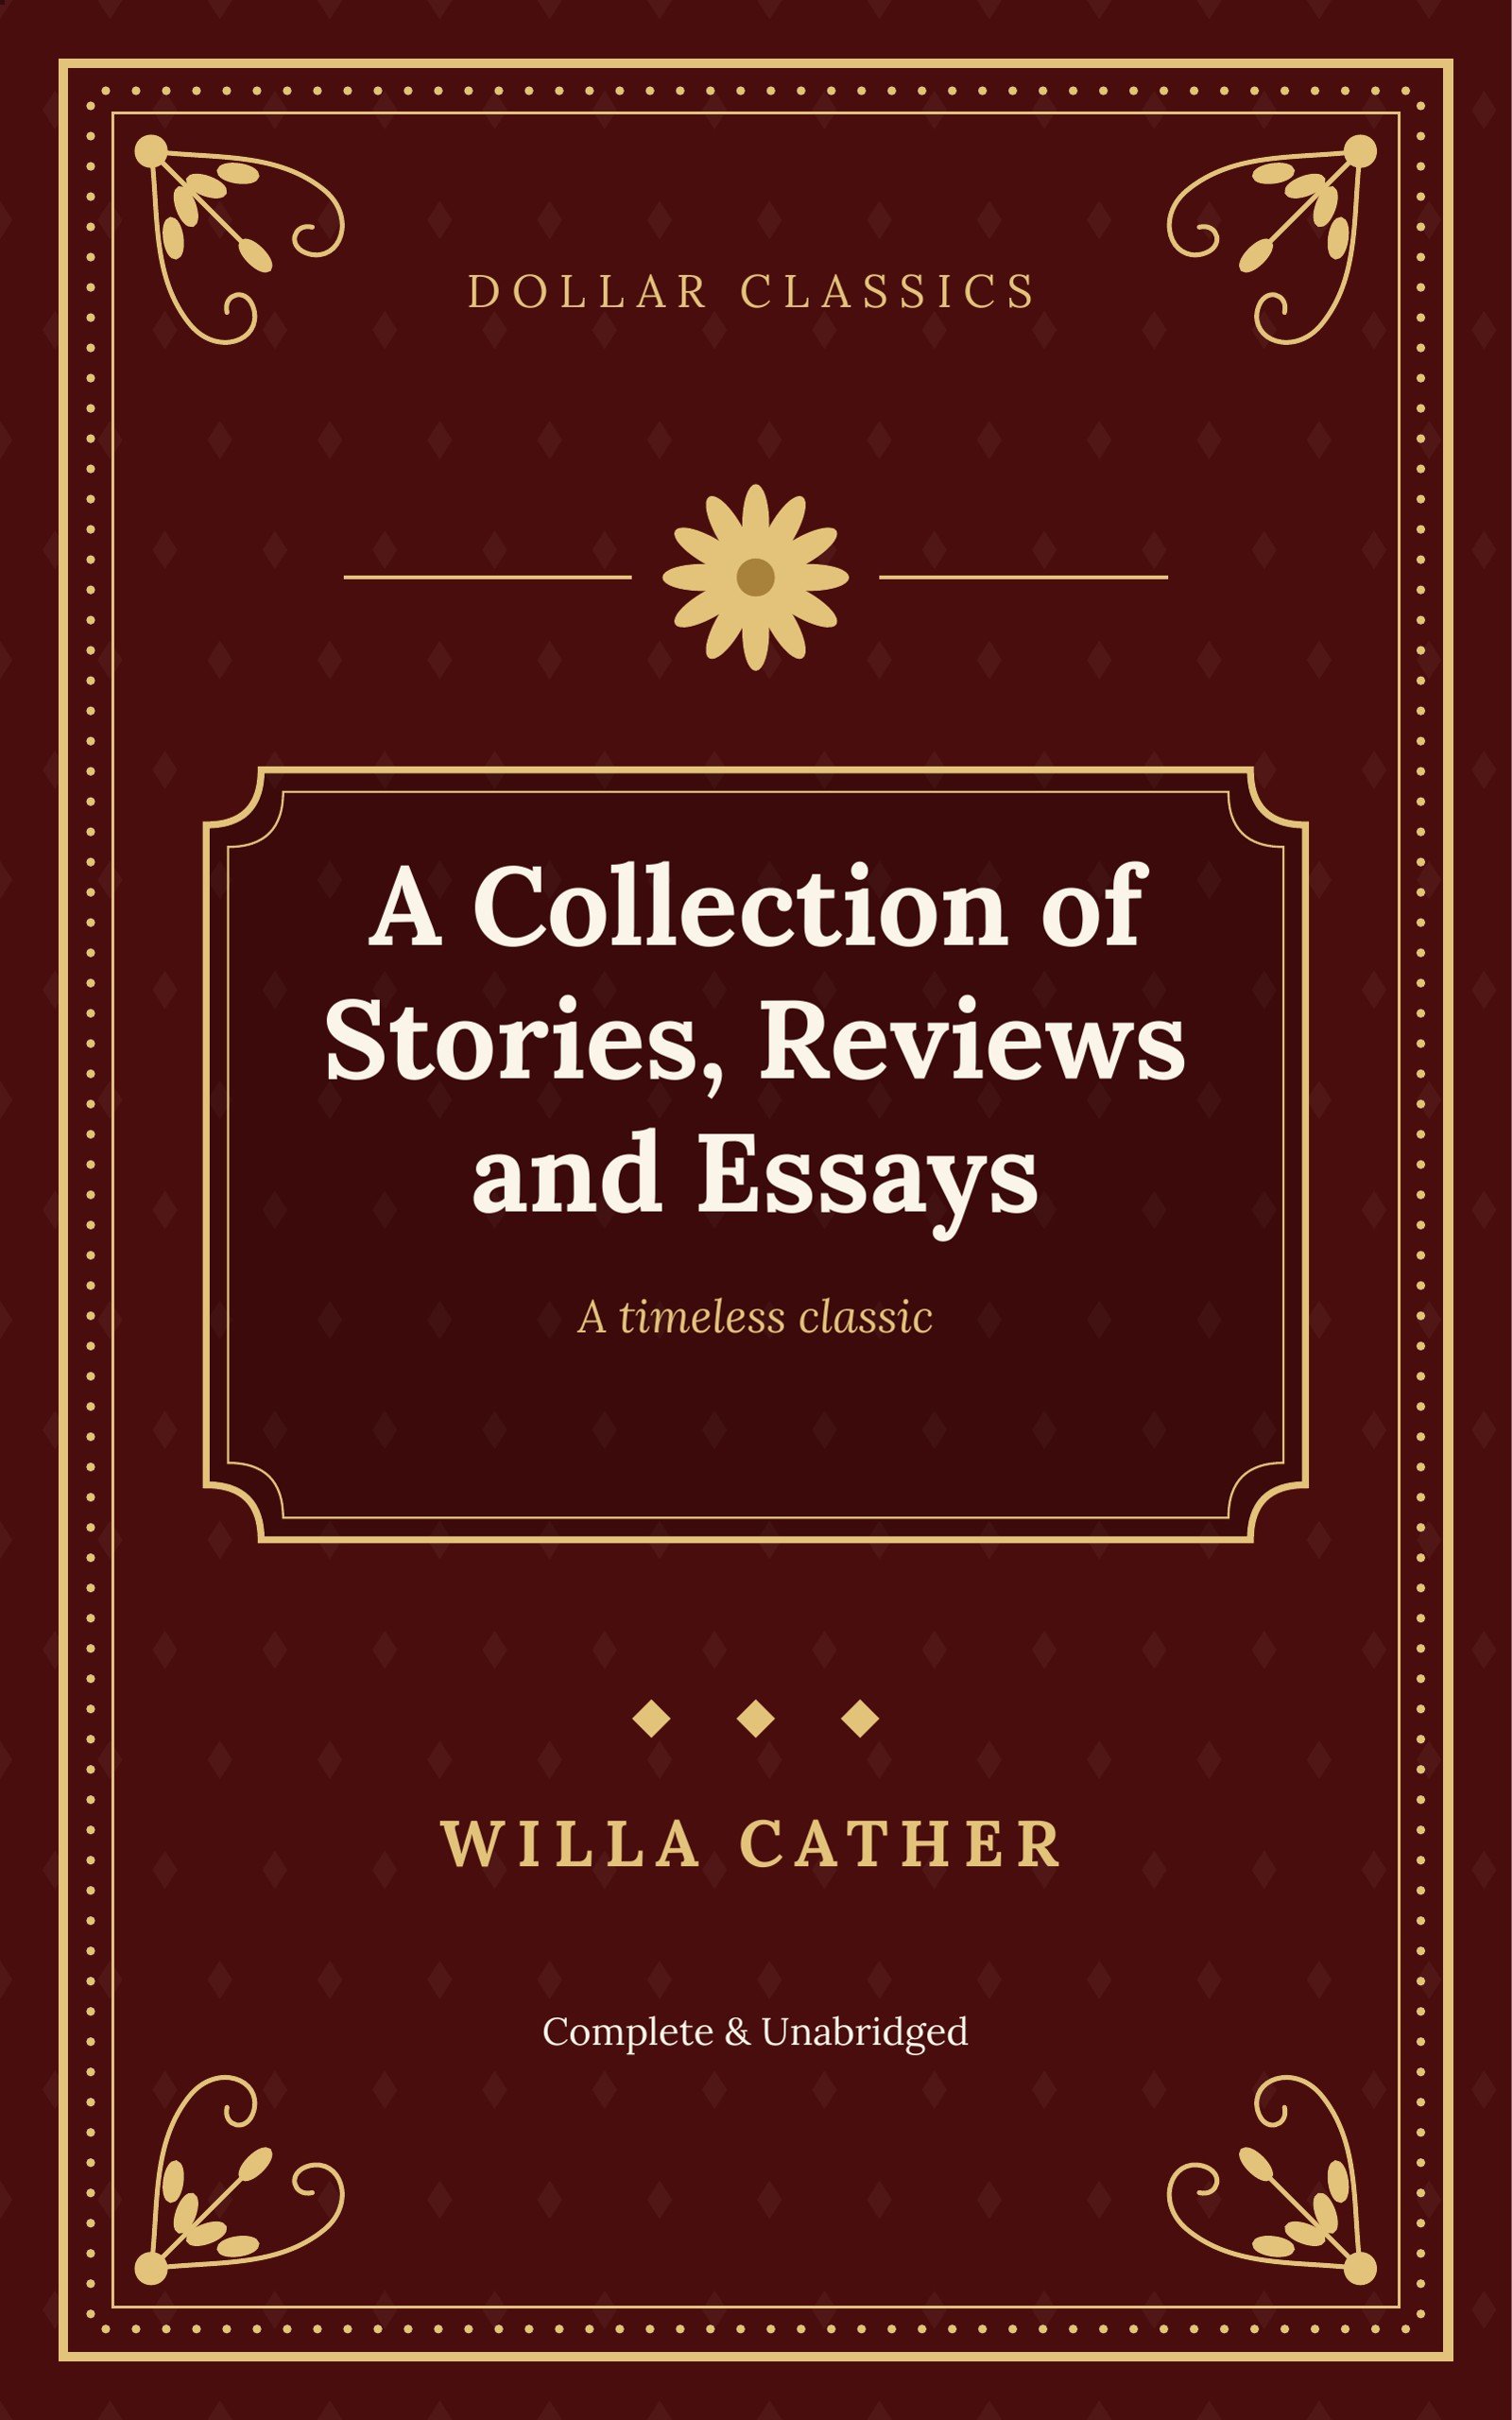 DOLLAR CLASSICS
A Collection of
Stories, Reviews
and Essays
A timeless classic
WILLA CATHER
Complete & Unabridged